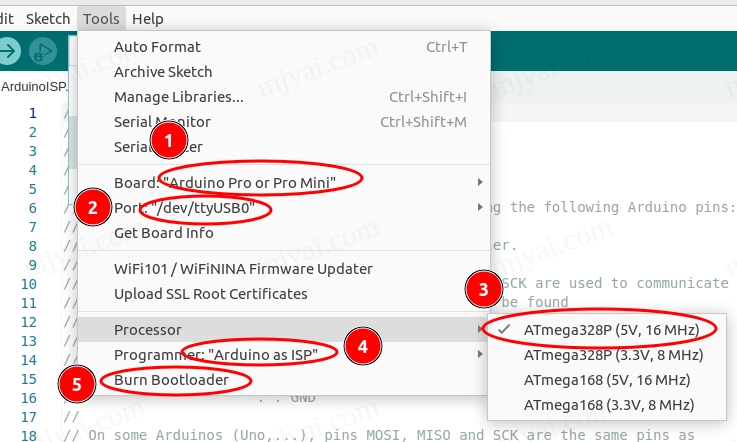 dit Sketch Tools Help
Auto Format Ctrl+T
ArduinoISP. Archive Sketch
Manage Libraries... Ctrl+Shift+I
1 // Serial Monitor Ctrl+Shift+M
2 /
3 / Serial ter
1
4 /
5 / Board: "Arduino Pro or Pro Mini"
2
6 / Port: "/dev/ttyUSB0" ng the following Arduino pins:
7 // Get Board Info
8 // er.
9 // WiFi101 / WiFiNINA Firmware Updater
10 // Upload SSL Root Certificates SCK are used to communicate
3
11 // be found
12 // Processor ATmega328P (5V, 16 MHz)
13 // Programmer: "Arduino as ISP" ATmega328P (3.3V, 8 MHz)
4
15 Burn Bootloader ATmega168 (5V, 16 MHz)
5
16 // . . GND ATmega168 (3.3V, 8 MHz)
17 //
18 // On some Arduinos (Uno,...), pins MOSI, MISO and SCK are the same pins as
mjyai.com